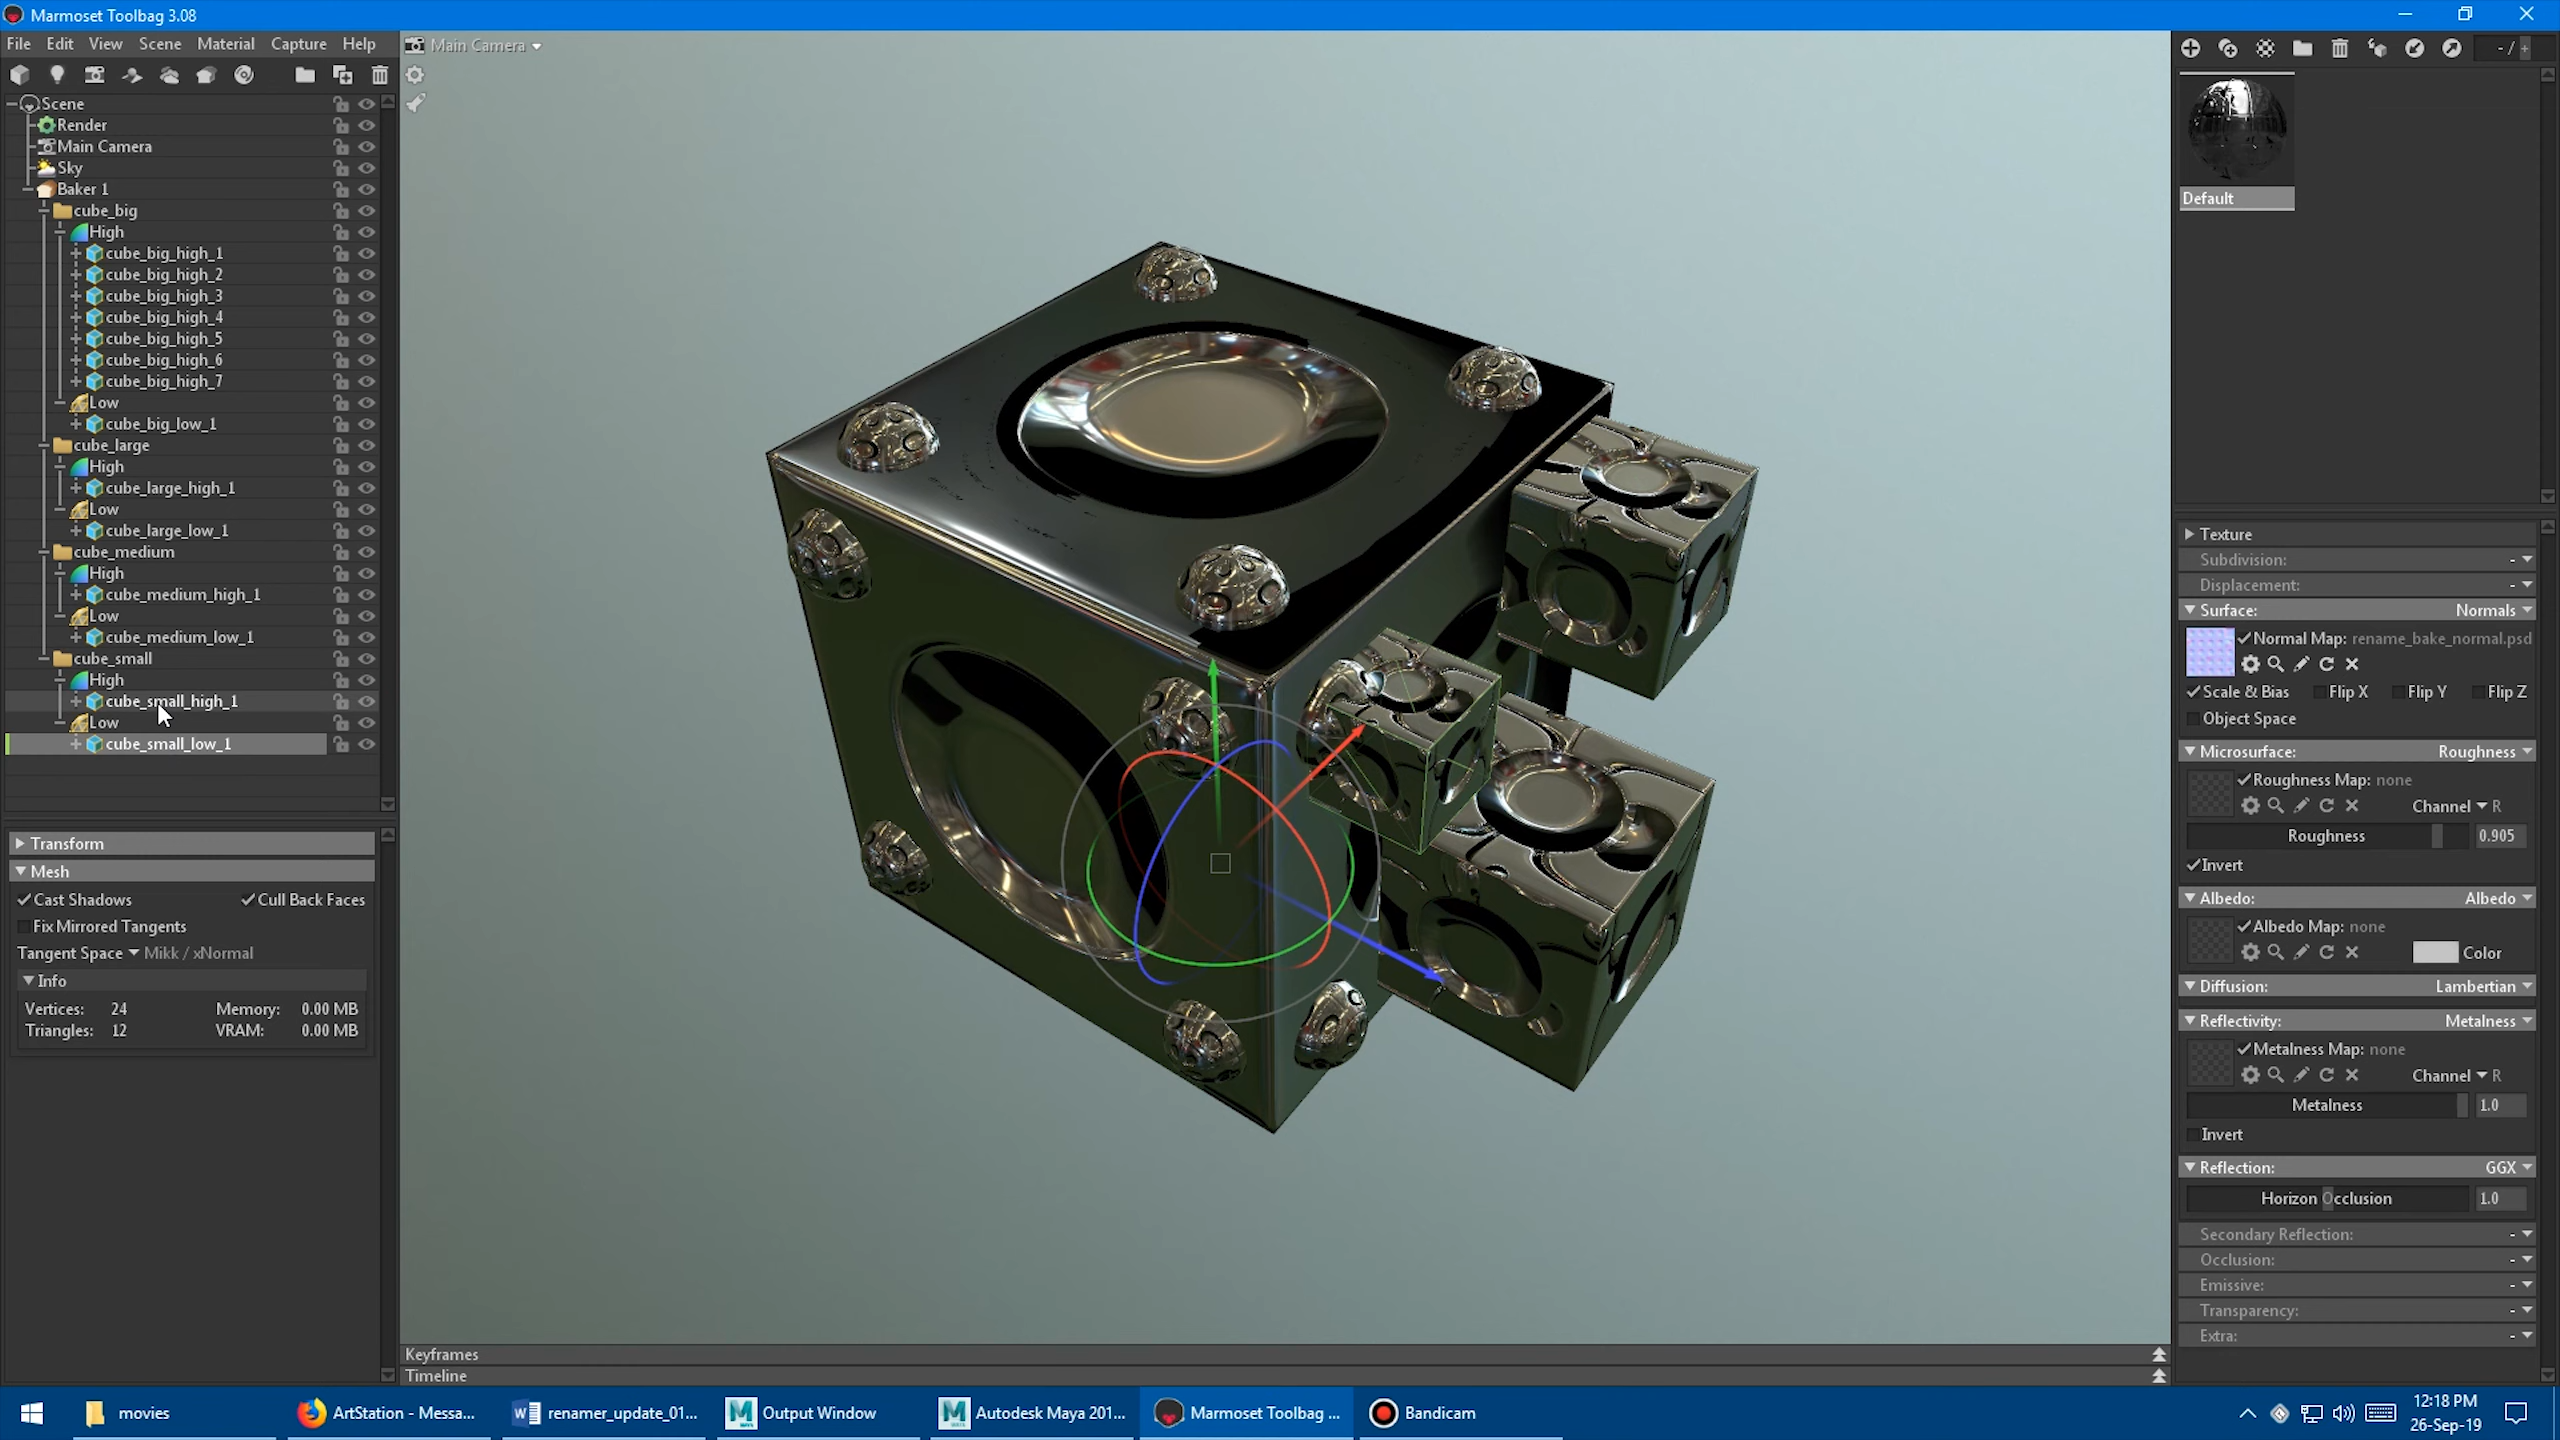 Marmoset Toolbag 3.08
File Edit View Scene Material Capture Help
Main Camera
- / +
Scene
Render
Main Camera
Sky
Baker 1
cube_big
High
cube_big_high_1
cube_big_high_2
cube_big_high_3
cube_big_high_4
cube_big_high_5
cube_big_high_6
cube_big_high_7
Low
cube_big_low_1
cube_large
High
cube_large_high_1
Low
cube_large_low_1
cube_medium
High
cube_medium_high_1
Low
cube_medium_low_1
cube_small
High
cube_small_high_1
Low
cube_small_low_1
Transform
Mesh
Cast Shadows Cull Back Faces
Fix Mirrored Tangents
Tangent Space Mikk / xNormal
Info
Vertices: 24 Memory: 0.00 MB
Triangles: 12 VRAM: 0.00 MB
Keyframes
Timeline
Default
Texture
Subdivision: -
Displacement: -
Surface: Normals
Normal Map: rename_bake_normal.psd
Scale & Bias Flip X Flip Y Flip Z
Object Space
Microsurface: Roughness
Roughness Map: none
Channel R
Roughness 0.905
Invert
Albedo: Albedo
Albedo Map: none
Color
Diffusion: Lambertian
Reflectivity: Metalness
Metalness Map: none
Channel R
Metalness 1.0
Invert
Reflection: GGX
Horizon Occlusion 1.0
Secondary Reflection: -
Occlusion: -
Emissive: -
Transparency: -
Extra: -
movies
ArtStation - Messa...
renamer_update_01...
Output Window
Autodesk Maya 201...
Marmoset Toolbag ...
Bandicam
12:18 PM
26-Sep-19